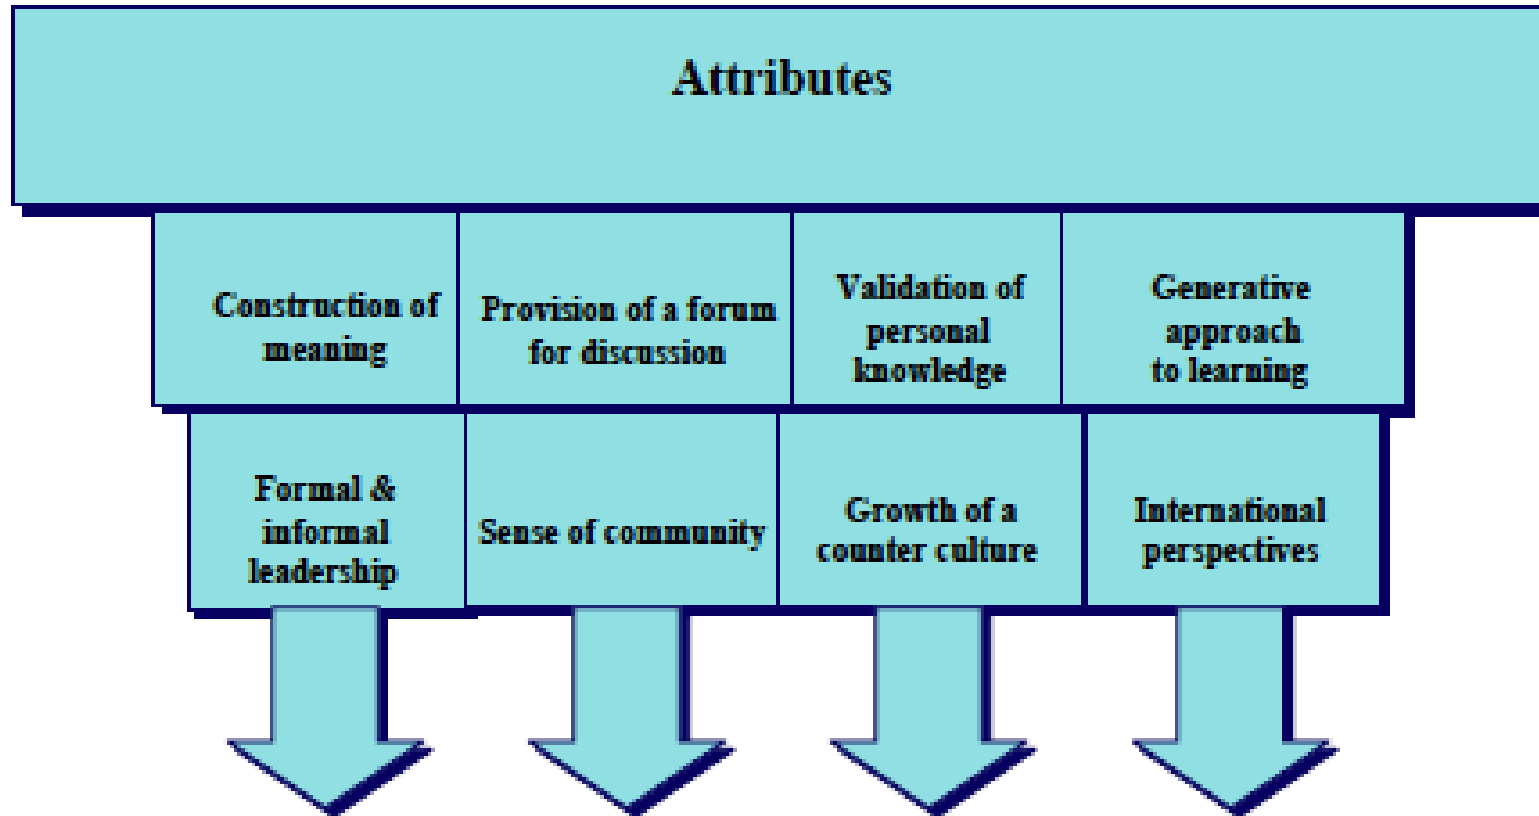 Attributes
Construction of
meaning
Provision of a forum
for discussion
Validation of
personal
knowledge
Generative
approach
to learning
Formal &
informal
leadership
Sense of community
Growth of a
counter culture
International
perspectives